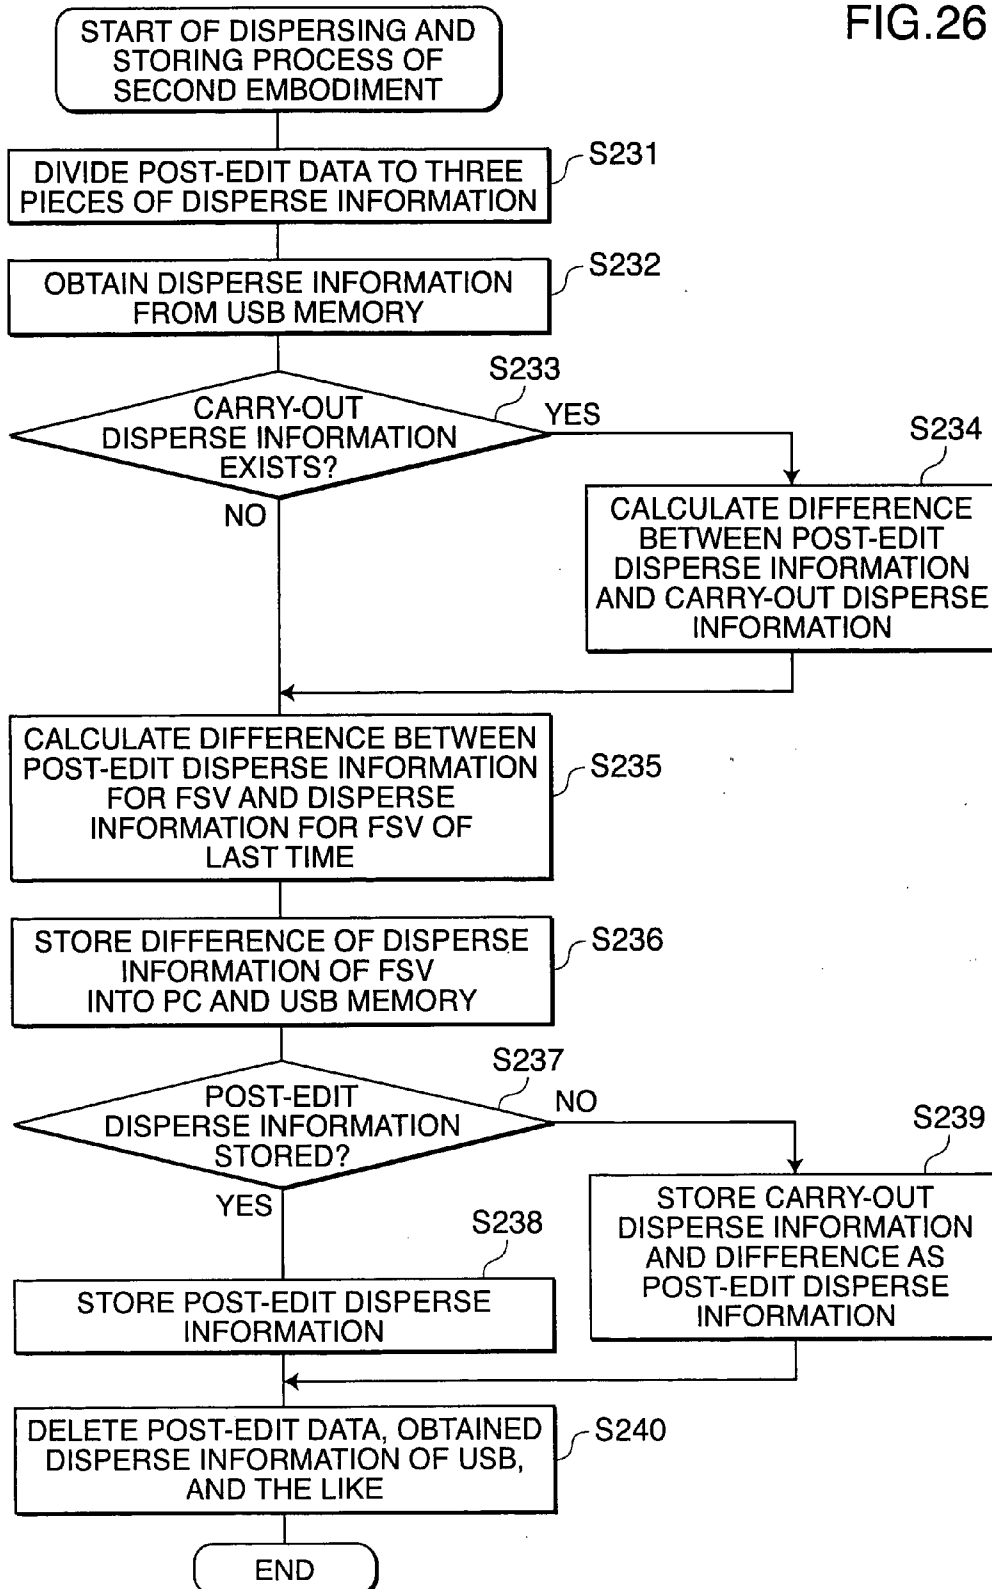 FIG.26
START OF DISPERSING AND
STORING PROCESS OF
SECOND EMBODIMENT
S231
DIVIDE POST-EDIT DATA TO THREE
PIECES OF DISPERSE INFORMATION
S232
OBTAIN DISPERSE INFORMATION
FROM USB MEMORY
S233
CARRY-OUT
DISPERSE INFORMATION
EXISTS?
YES
NO
S234
CALCULATE DIFFERENCE
BETWEEN POST-EDIT
DISPERSE INFORMATION
AND CARRY-OUT DISPERSE
INFORMATION
CALCULATE DIFFERENCE BETWEEN
POST-EDIT DISPERSE INFORMATION
FOR FSV AND DISPERSE
INFORMATION FOR FSV OF
LAST TIME
S235
STORE DIFFERENCE OF DISPERSE
INFORMATION OF FSV
INTO PC AND USB MEMORY
S236
S237
POST-EDIT
DISPERSE INFORMATION
STORED?
NO
YES
S239
STORE CARRY-OUT
DISPERSE INFORMATION
AND DIFFERENCE AS
POST-EDIT DISPERSE
INFORMATION
S238
STORE POST-EDIT DISPERSE
INFORMATION
DELETE POST-EDIT DATA, OBTAINED
DISPERSE INFORMATION OF USB,
AND THE LIKE
S240
END